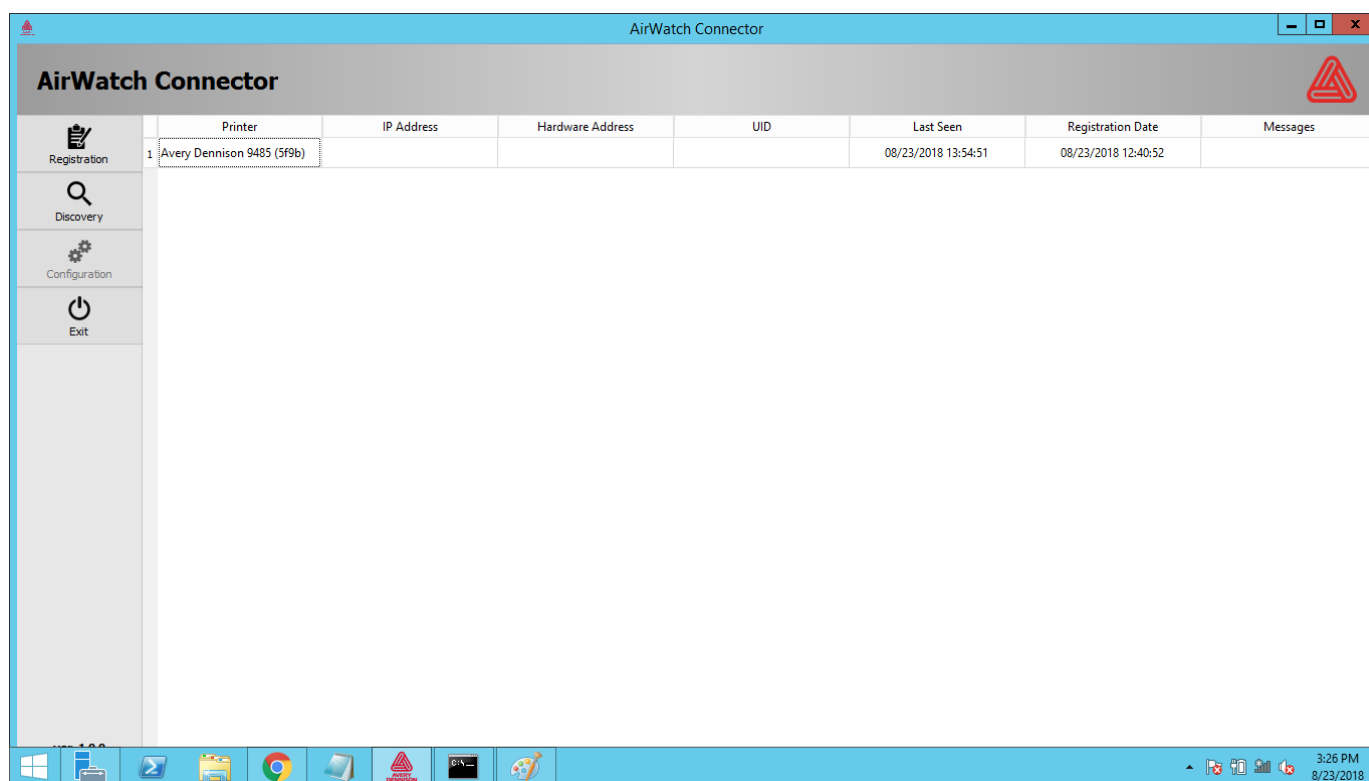 AirWatch Connector
AirWatch Connector
Printer IP Address Hardware Address UID Last Seen Registration Date Messages
1 Avery Dennison 9485 (5f9b) 08/23/2018 13:54:51 08/23/2018 12:40:52
Registration
Discovery
Configuration
Exit
C:\_
AVERY
DENNISON
3:26 PM
8/23/2018